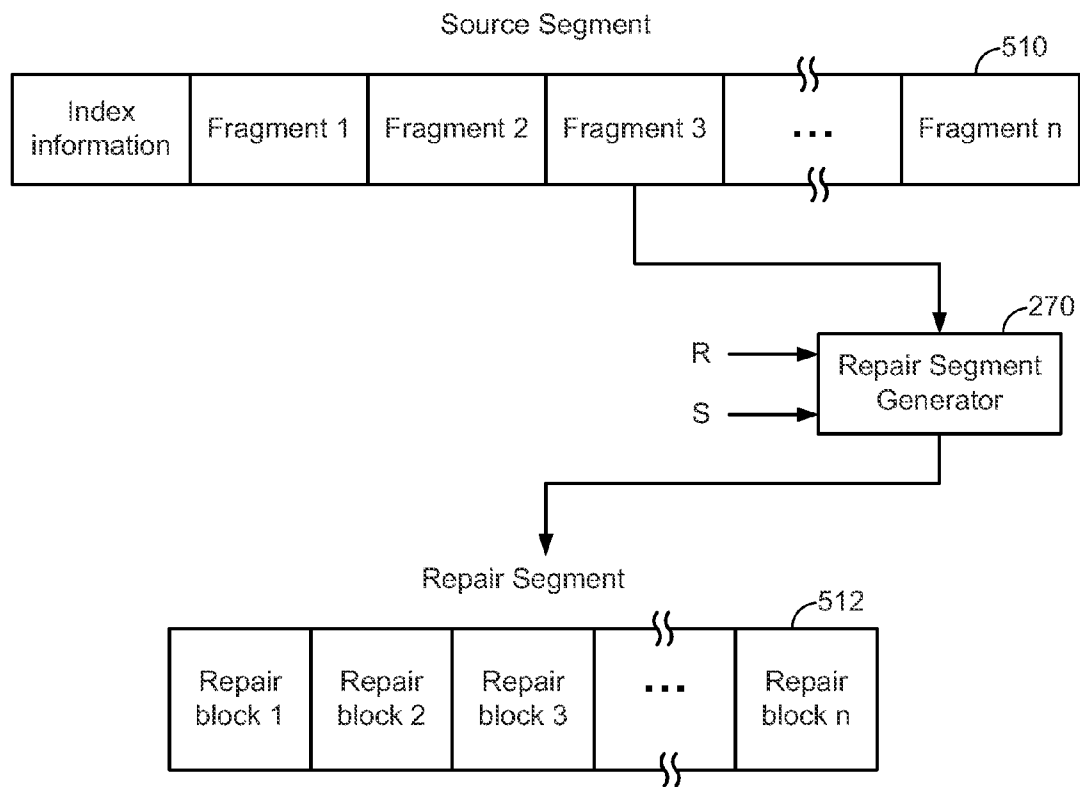 Source Segment
510
Index
information
Fragment 1
Fragment 2
Fragment 3
...
Fragment n
270
R
S
Repair Segment
Generator
Repair Segment
512
Repair
block 1
Repair
block 2
Repair
block 3
...
Repair
block n